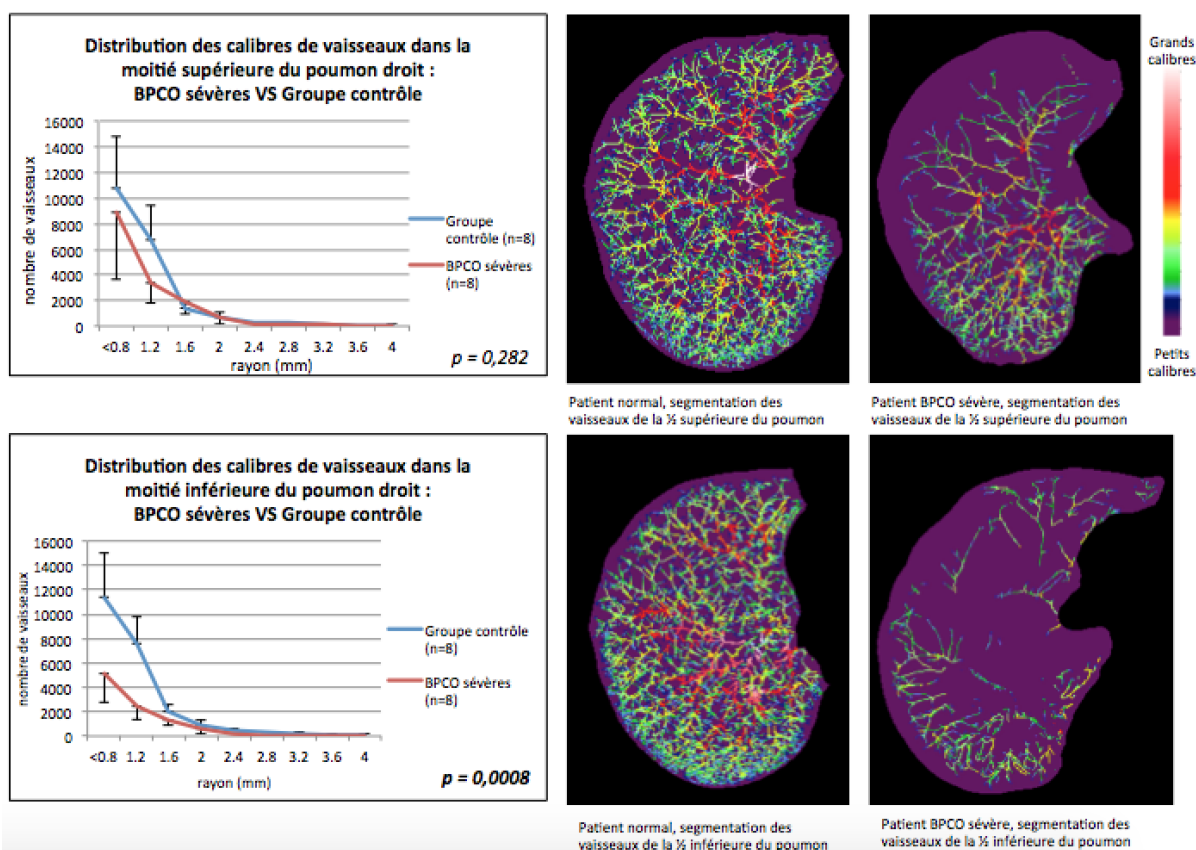 Distribution des calibres de vaisseaux dans la
moitié supérieure du poumon droit :
BPCO sévères VS Groupe contrôle
16000
14000
12000
10000
8000
6000
4000
2000
0
nombre de vaisseaux
<0.8 1.2 1.6 2 2.4 2.8 3.2 3.6 4
rayon (mm)
Groupe
contrôle (n=8)
BPCO sévères
(n=8)
p = 0,282
Grands
calibres
Petits
calibres
Patient normal, segmentation des
vaisseaux de la ½ supérieure du poumon
Patient BPCO sévère, segmentation des
vaisseaux de la ½ supérieure du poumon
Distribution des calibres de vaisseaux dans la
moitié inférieure du poumon droit :
BPCO sévères VS Groupe contrôle
16000
14000
12000
10000
8000
6000
4000
2000
0
nombre de vaisseaux
<0.8 1.2 1.6 2 2.4 2.8 3.2 3.6 4
rayon (mm)
Groupe contrôle
(n=8)
BPCO sévères
(n=8)
p = 0,0008
Patient normal, segmentation des
vaisseaux de la ½ inférieure du poumon
Patient BPCO sévère, segmentation des
vaisseaux de la ½ inférieure du poumon